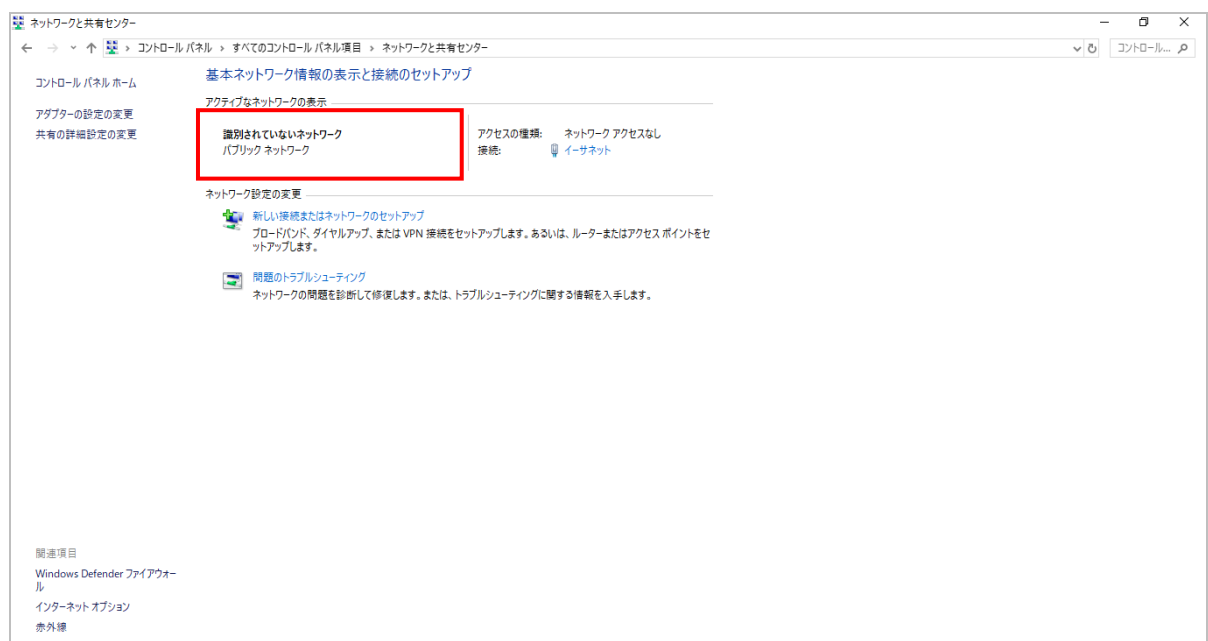 ネットワークと共有センター
コントロール パネル › すべてのコントロール パネル項目 › ネットワークと共有センター
コントロール...
コントロール パネル ホーム
アダプターの設定の変更
共有の詳細設定の変更
基本ネットワーク情報の表示と接続のセットアップ
アクティブなネットワークの表示
識別されていないネットワーク
パブリック ネットワーク
アクセスの種類: ネットワーク アクセスなし
接続: イーサネット
ネットワーク設定の変更
新しい接続またはネットワークのセットアップ
ブロードバンド、ダイヤルアップ、または VPN 接続をセットアップします。あるいは、ルーターまたはアクセス ポイントをセ
ットアップします。
問題のトラブルシューティング
ネットワークの問題を診断して修復します。または、トラブルシューティングに関する情報を入手します。
関連項目
Windows Defender ファイアウォー
ル
インターネット オプション
赤外線